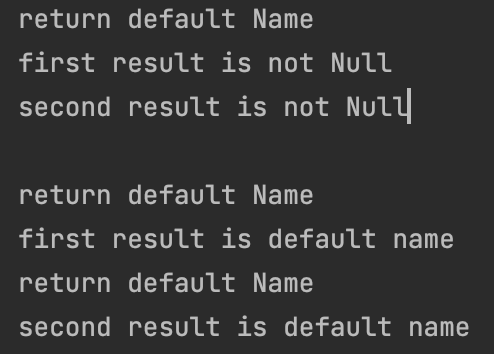 return default Name
first result is not Null
second result is not Null
return default Name
first result is default name
return default Name
second result is default name